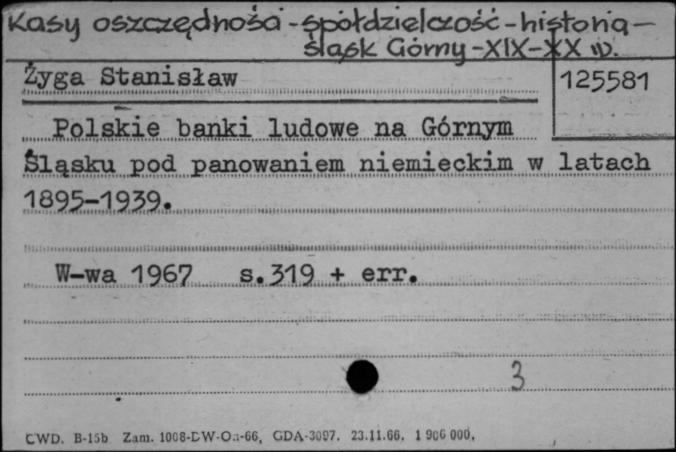 Kasy oszczędności - spółdzielczość - historia -
śląsk Górny - XIX - XX w.
Żyga Stanisław
125581
Polskie banki ludowe na Górnym
Śląsku pod panowaniem niemieckim w latach
1895-1939.
W-wa 1967 s.319 + err.
3
CWD. B-15b Zam. 1008-DW-On-66, GDA-3097. 23.11.66. 1 906 000.